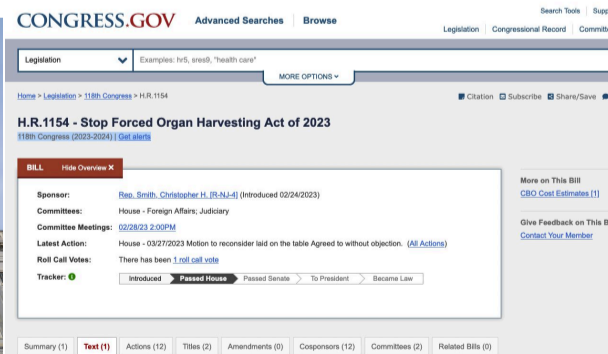 CONGRESS.GOV Advanced Searches Browse
Search Tools
Legislation Congressional Record
Legislation Examples: hr5, sres9, "health care"
MORE OPTIONS
Home > Legislation > 118th Congress > H.R.1154
Citation Subscribe Share/Save
H.R.1154 - Stop Forced Organ Harvesting Act of 2023
118th Congress (2023-2024) | Get alerts
BILL Hide Overview X
Sponsor: Rep. Smith, Christopher H. [R-NJ-4] (Introduced 02/24/2023)
Committees: House - Foreign Affairs; Judiciary
Committee Meetings: 02/28/23 2:00PM
Latest Action: House - 03/27/2023 Motion to reconsider laid on the table Agreed to without objection. (All Actions)
Roll Call Votes: There has been 1 roll call vote
Tracker: Introduced Passed House Passed Senate To President Became Law
More on This Bill
CBO Cost Estimates [1]
Give Feedback on This B
Contact Your Member
Summary (1) Text (1) Actions (12) Titles (2) Amendments (0) Cosponsors (12) Committees (2) Related Bills (0)